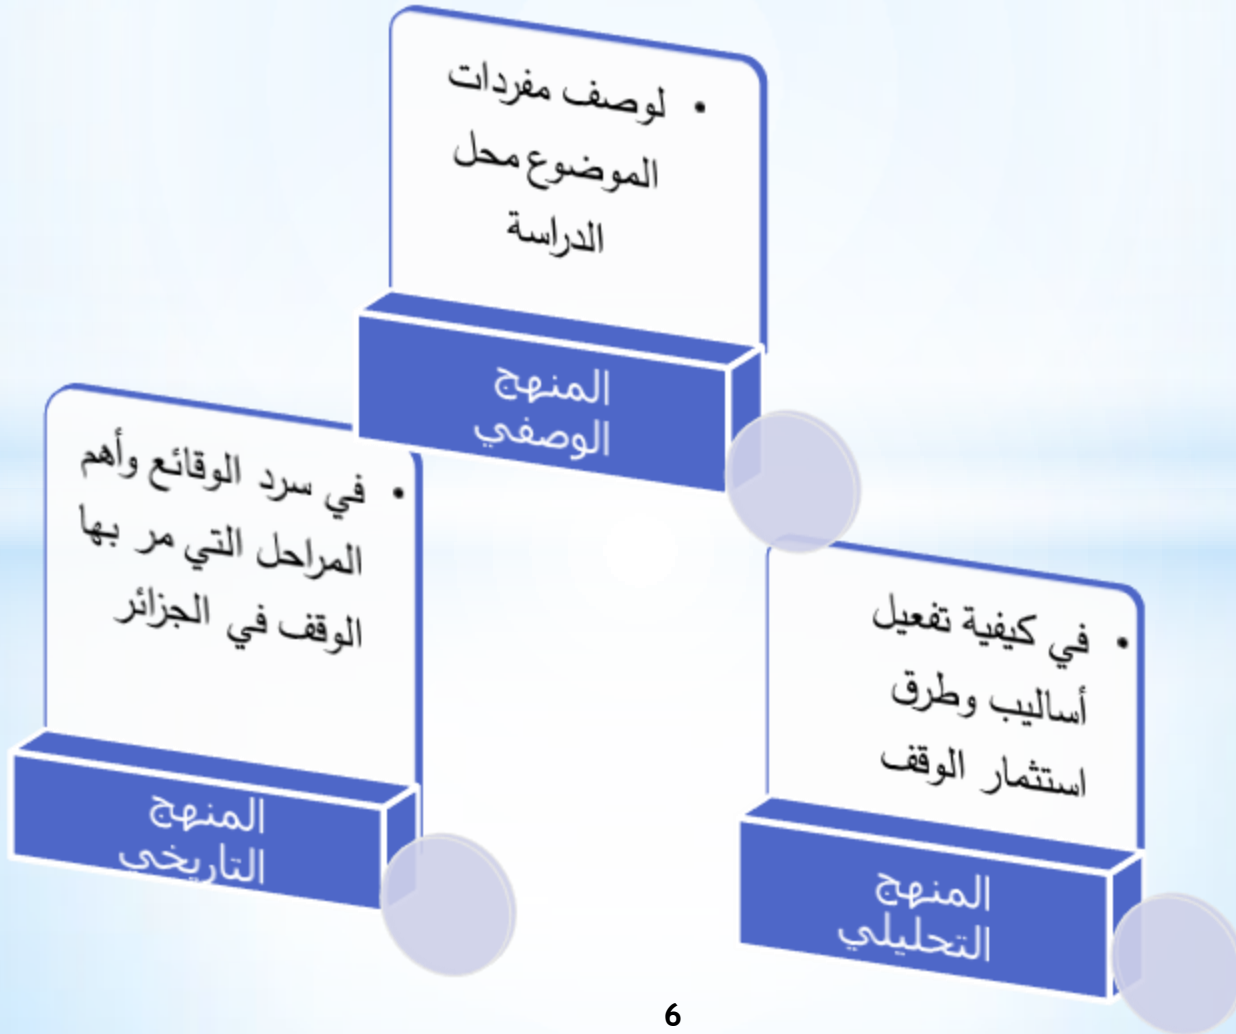 • لوصف مفردات
الموضوع محل
الدراسة
المنهج
الوصفي
• في سرد الوقائع وأهم
المراحل التي مر بها
الوقف في الجزائر
المنهج
التاريخي
• في كيفية تفعيل
أساليب وطرق
استثمار الوقف
المنهج
التحليلي
6